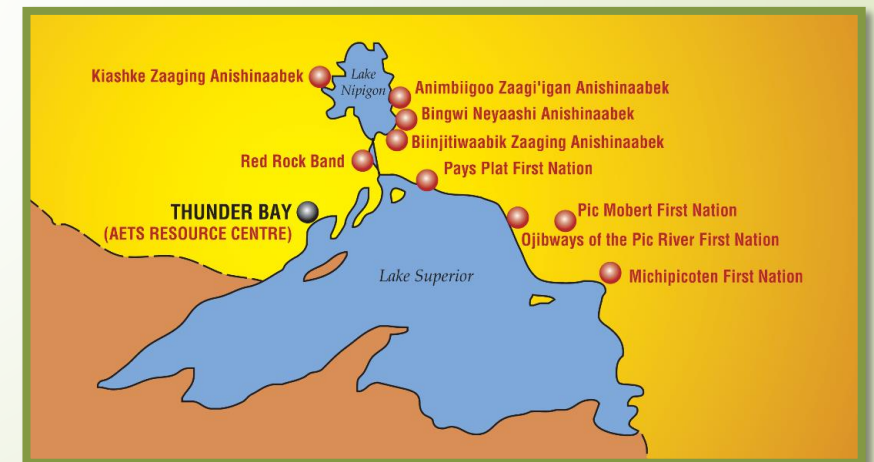 Kiashke Zaaging Anishinaabek
Lake
Nipigon
Animbiigoo Zaagi'igan Anishinaabek
Bingwi Neyaashi Anishinaabek
Biinjitiwaabik Zaaging Anishinaabek
Red Rock Band
Pays Plat First Nation
THUNDER BAY
(AETS RESOURCE CENTRE)
Pic Mobert First Nation
Ojibways of the Pic River First Nation
Lake Superior
Michipicoten First Nation